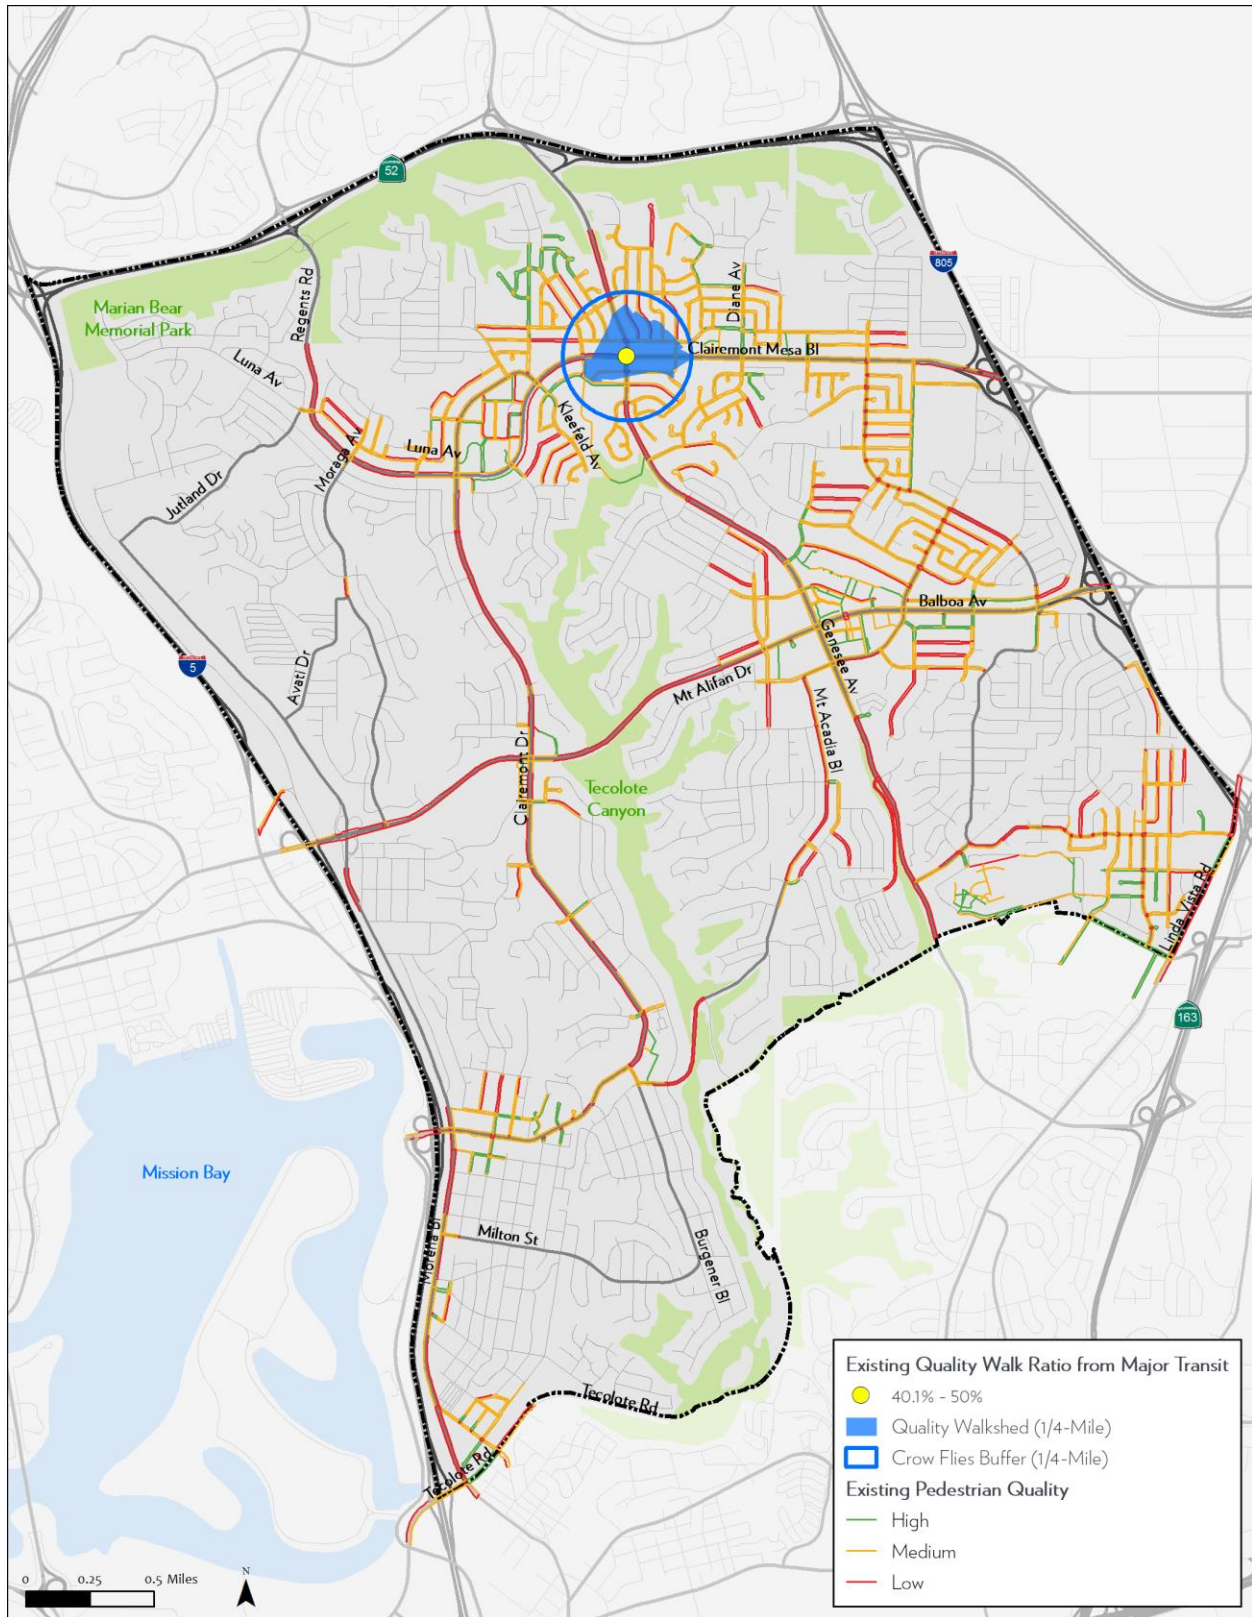 52
805
Marian Bear
Memorial Park
Regents Rd
Diane Av
Clairemont Mesa Bl
Luna Av
Kleefeld Av
Luna Av
Moraga Av
Jutland Dr
Balboa Av
Genesee Av
5
Avati Dr
Mt Alifan Dr
Mt Acadia Bl
Clairemont Dr
Tecolote
Canyon
Linda Vista Rd
163
Mission Bay
Morena Bl
Milton St
Burgener Bl
Tecolote Rd
Tecolote Rd
Existing Quality Walk Ratio from Major Transit
40.1% - 50%
Quality Walkshed (1/4-Mile)
Crow Flies Buffer (1/4-Mile)
Existing Pedestrian Quality
High
Medium
Low
0 0.25 0.5 Miles
N